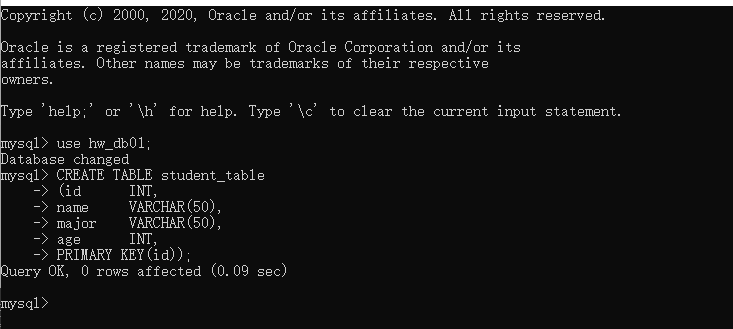 Copyright (c) 2000, 2020, Oracle and/or its affiliates. All rights reserved.
Oracle is a registered trademark of Oracle Corporation and/or its
affiliates. Other names may be trademarks of their respective
owners.
Type 'help;' or '\h' for help. Type '\c' to clear the current input statement.
mysql> use hw_db01;
Database changed
mysql> CREATE TABLE student_table
    -> (id      INT,
    -> name     VARCHAR(50),
    -> major    VARCHAR(50),
    -> age      INT,
    -> PRIMARY KEY(id));
Query OK, 0 rows affected (0.09 sec)
mysql>